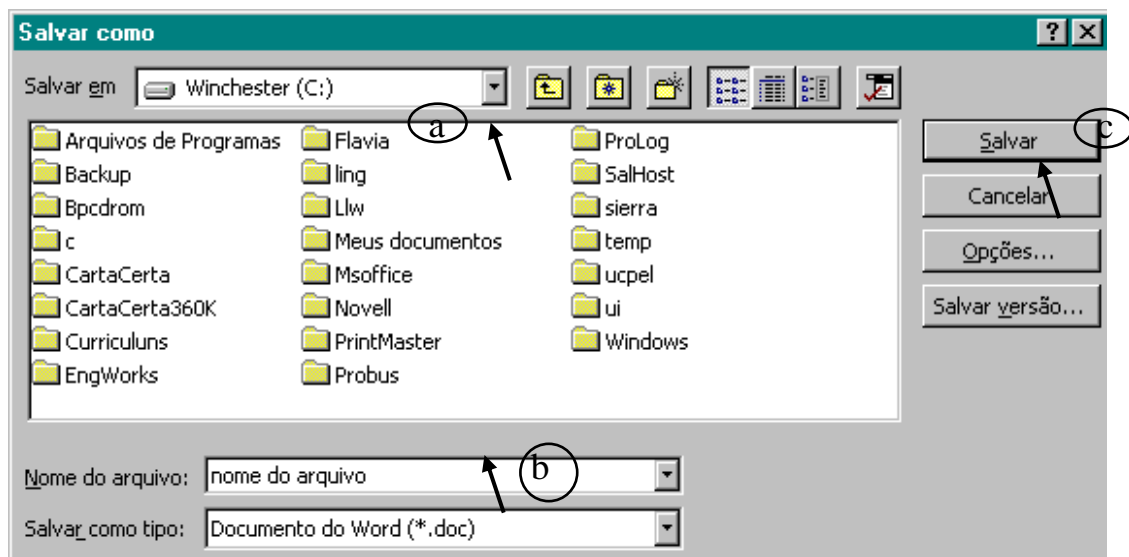 Salvar como
Salvar em Winchester (C:)
a
c
Arquivos de Programas Flavia ProLog
Salvar
Backup ling SalHost
Bpcdrom Llw sierra
Cancelar
c Meus documentos temp
CartaCerta Msoffice ucpel
Opções...
CartaCerta360K Novell ui
Salvar versão...
Curriculuns PrintMaster Windows
EngWorks Probus
b
Nome do arquivo: nome do arquivo
Salvar como tipo: Documento do Word (*.doc)